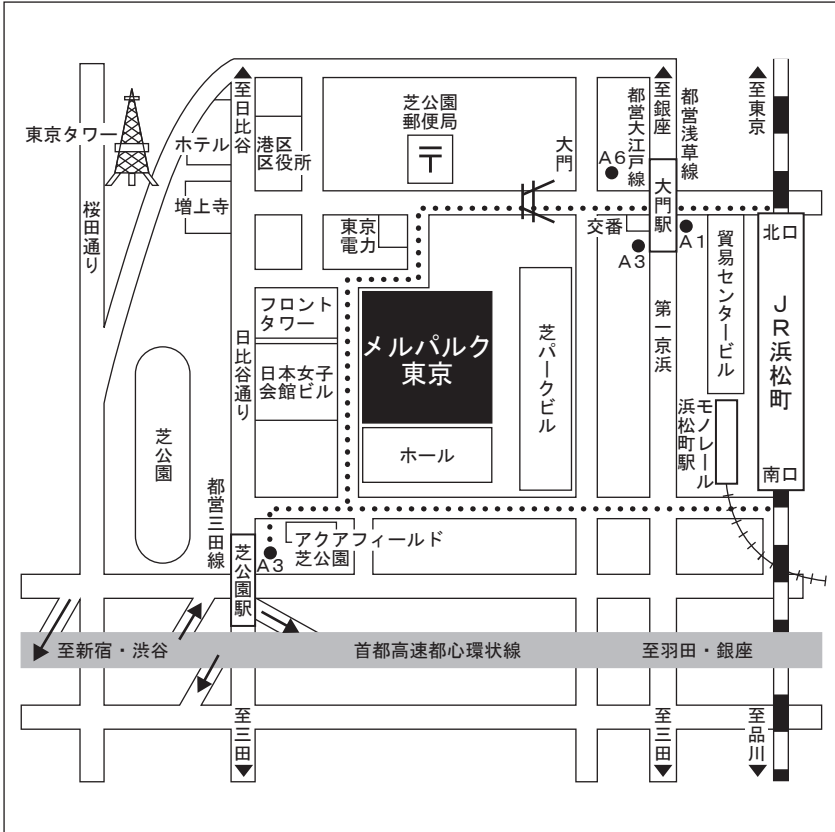 至日比谷
至銀座
至東京
東京タワー
ホテル
港区
区役所
芝公園
郵便局
〒
大門
都営大江戸線
都営浅草線
A6
桜田通り
増上寺
東京
電力
交番
A3
大門駅
A1
北口
貿易センタービル
JR浜松町
南口
フロント
タワー
日比谷通り
日本女子
会館ビル
メルパルク
東京
ホール
芝パークビル
第一京浜
モノレール
浜松町駅
芝公園
都営三田線
芝公園駅
A3
アクアフィールド
芝公園
至新宿・渋谷
首都高速都心環状線
至羽田・銀座
至三田
至三田
至品川